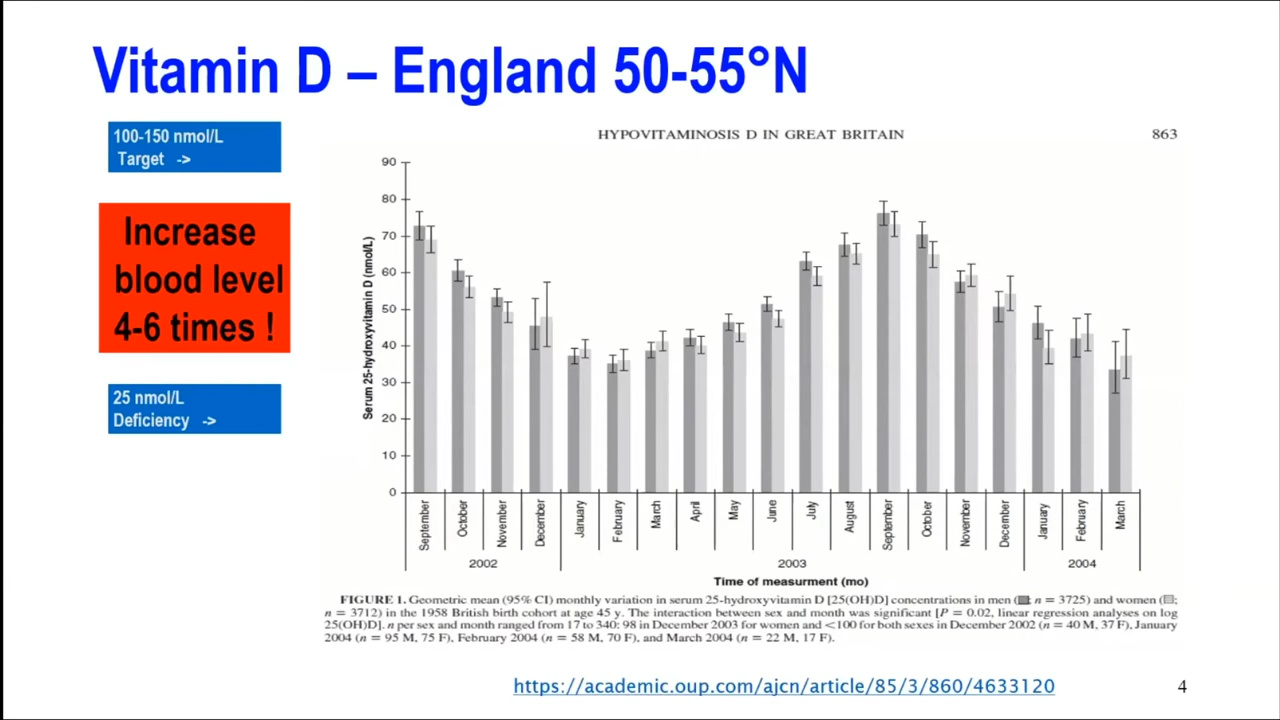 Vitamin D – England 50-55°N
100-150 nmol/L
Target ->
Increase
blood level
4-6 times !
25 nmol/L
Deficiency ->
HYPOVITAMINOSIS D IN GREAT BRITAIN 863
Serum 25-hydroxyvitamin D (nmol/L)
90
80
70
60
50
40
30
20
10
0
September
October
November
December
January
February
March
April
May
June
July
August
September
October
November
December
January
February
March
2002
2003
2004
Time of measurment (mo)
FIGURE 1. Geometric mean (95% CI) monthly variation in serum 25-hydroxyvitamin D [25(OH)D] concentrations in men (; n = 3725) and women (;
n = 3712) in the 1958 British birth cohort at age 45 y. The interaction between sex and month was significant [P = 0.02, linear regression analyses on log
25(OH)D]. n per sex and month ranged from 17 to 340: 98 in December 2003 for women and <100 for both sexes in December 2002 (n = 40 M, 37 F), January
2004 (n = 95 M, 75 F), February 2004 (n = 58 M, 70 F), and March 2004 (n = 22 M, 17 F).
https://academic.oup.com/ajcn/article/85/3/860/4633120
4